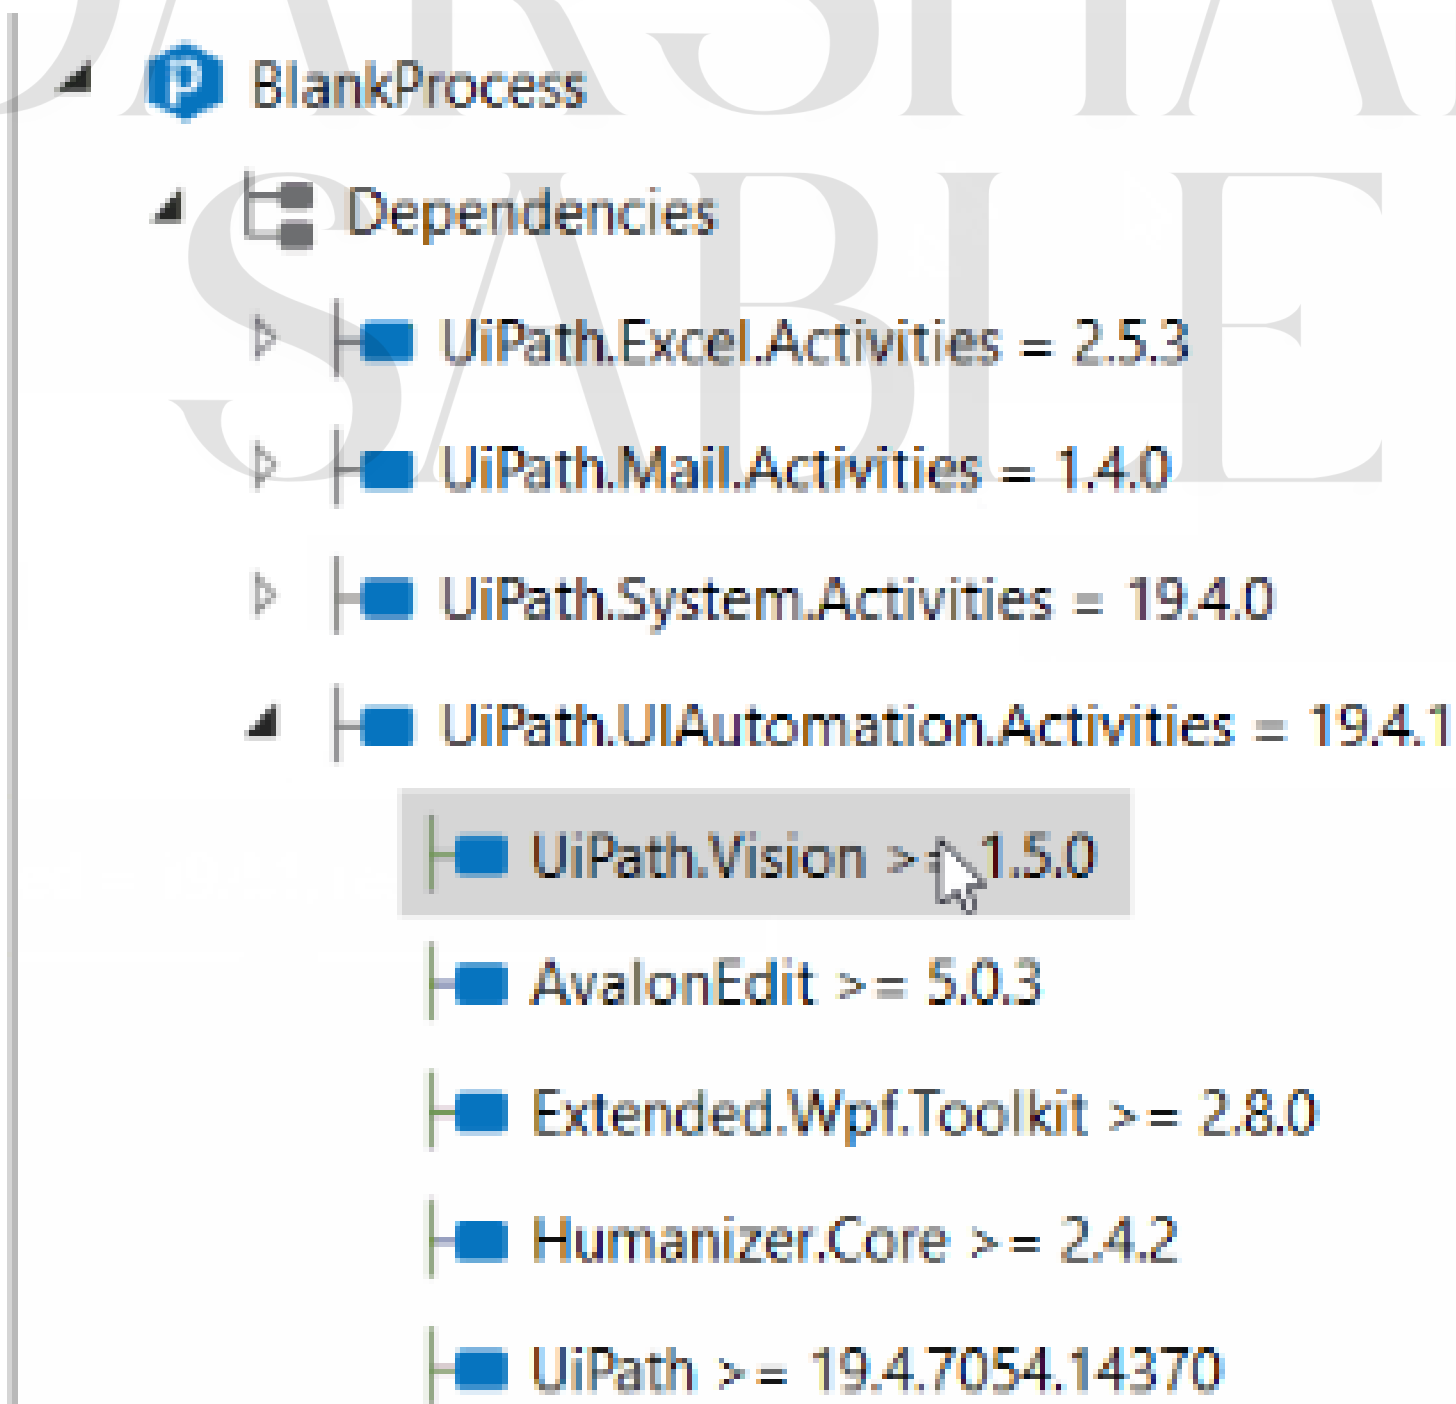 DARSHA
SABLE
BlankProcess
Dependencies
UiPath.Excel.Activities = 2.5.3
UiPath.Mail.Activities = 1.4.0
UiPath.System.Activities = 19.4.0
UiPath.UIAutomation.Activities = 19.4.1
UiPath.Vision >= 1.5.0
AvalonEdit >= 5.0.3
Extended.Wpf.Toolkit >= 2.8.0
Humanizer.Core >= 2.4.2
UiPath >= 19.4.7054.14370